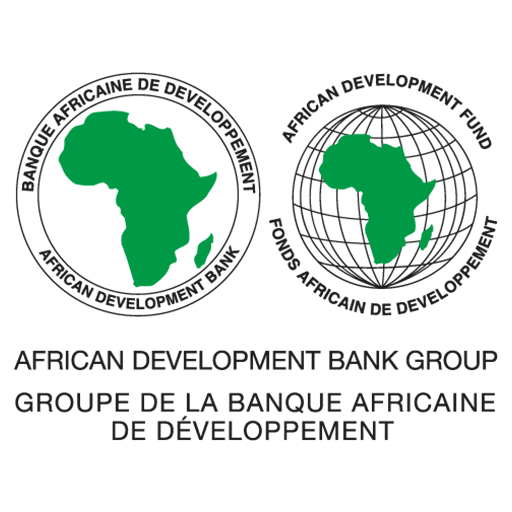 BANQUE AFRICAINE DE DEVELOPPEMENT
AFRICAN DEVELOPMENT BANK
AFRICAN DEVELOPMENT FUND
FONDS AFRICAIN DE DEVELOPPEMENT
AFRICAN DEVELOPMENT BANK GROUP
GROUPE DE LA BANQUE AFRICAINE
DE DÉVELOPPEMENT